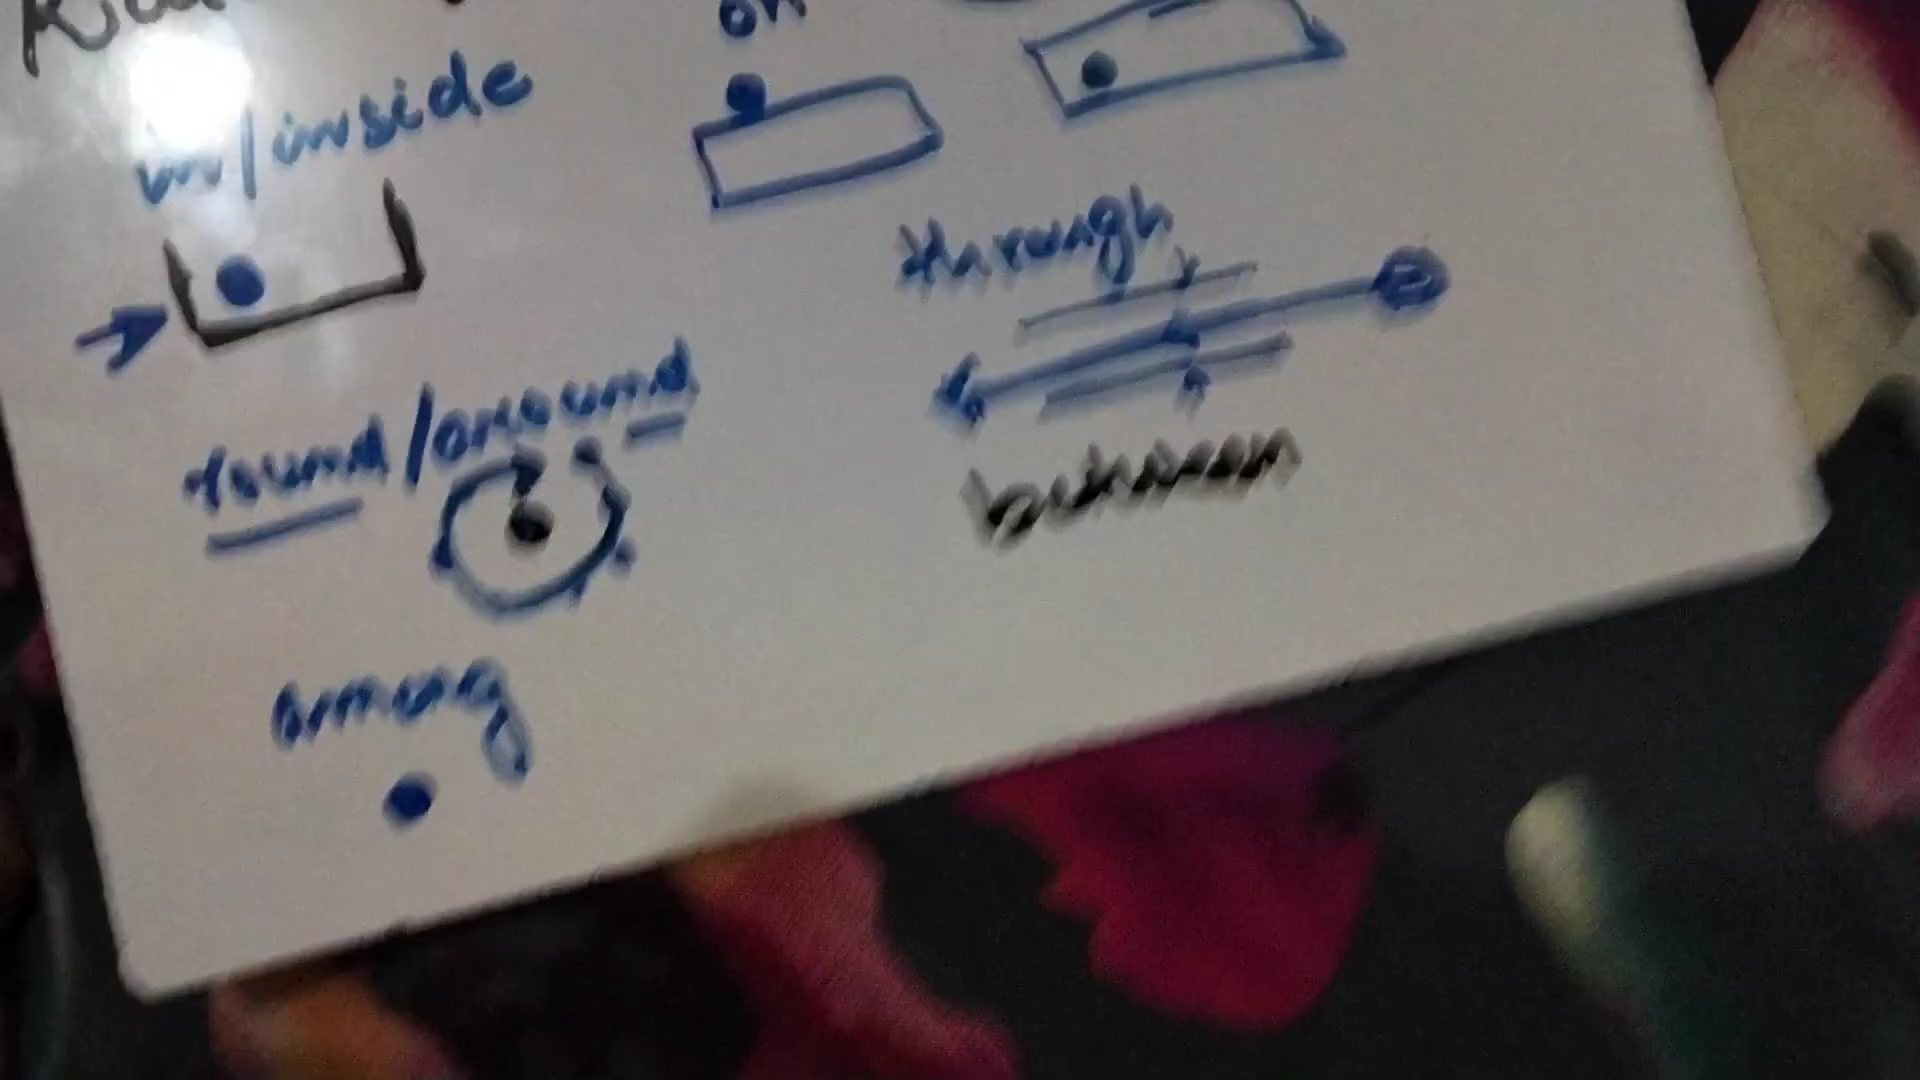 on
in/inside
through
round/around
between
among